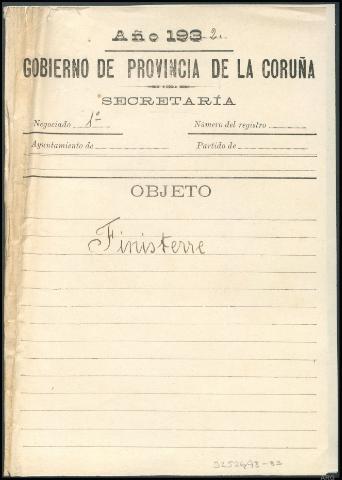 Año 1932.
GOBIERNO DE PROVINCIA DE LA CORUÑA
SECRETARÍA
Negociado 1º Número del registro
Ayuntamiento de Partido de
OBJETO
Finisterre